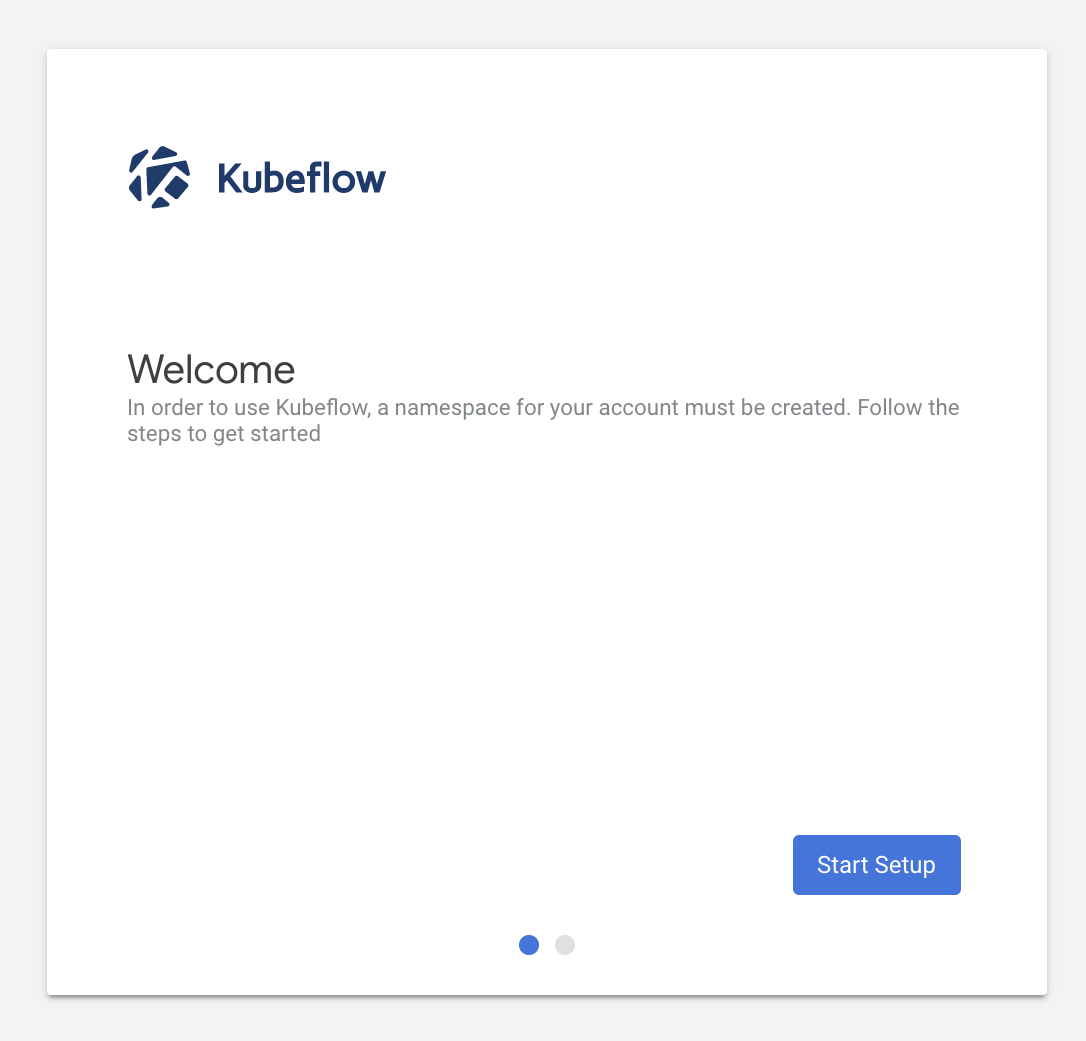 Kubeflow
Welcome
In order to use Kubeflow, a namespace for your account must be created. Follow the
steps to get started
Start Setup